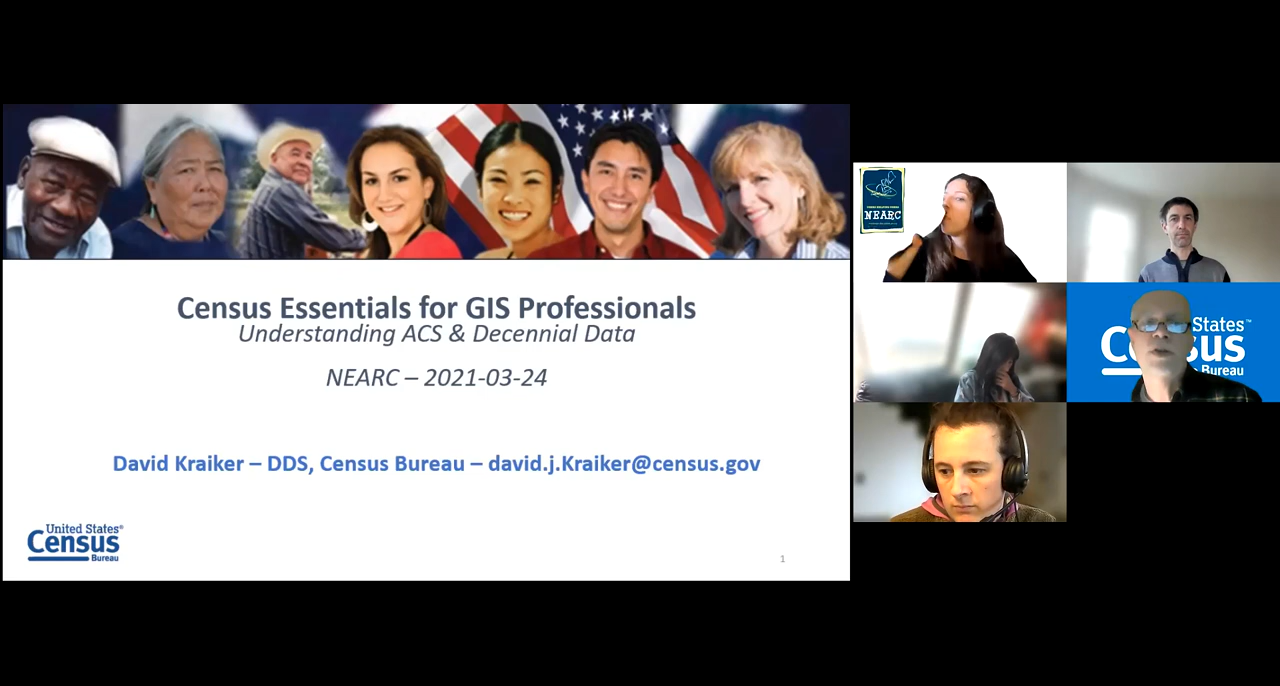 Census Essentials for GIS Professionals
Understanding ACS & Decennial Data
NEARC – 2021-03-24
David Kraiker – DDS, Census Bureau – david.j.Kraiker@census.gov
United States®
Census
Bureau
1
NEARC
States™
Census
Bureau